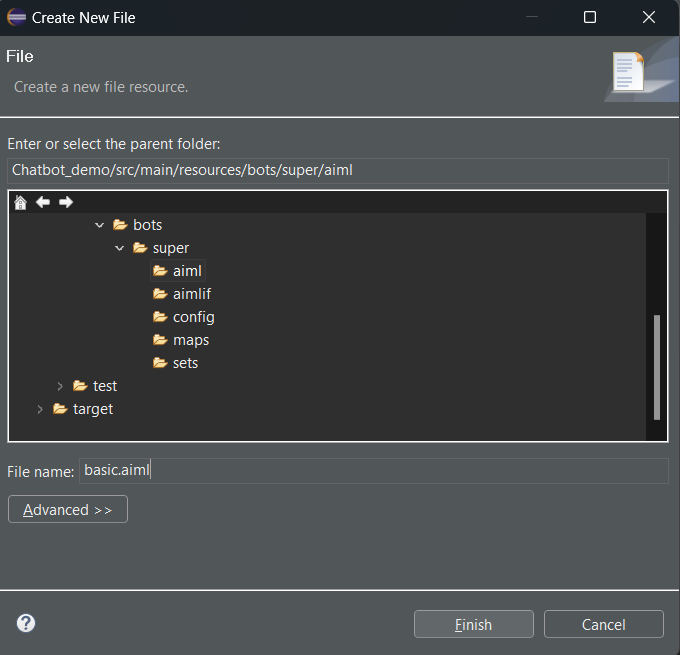 Create New File
File
Create a new file resource.
Enter or select the parent folder:
Chatbot_demo/src/main/resources/bots/super/aiml
bots
super
aiml
aimlif
config
maps
sets
test
target
File name: basic.aiml
Advanced >>
? Finish Cancel